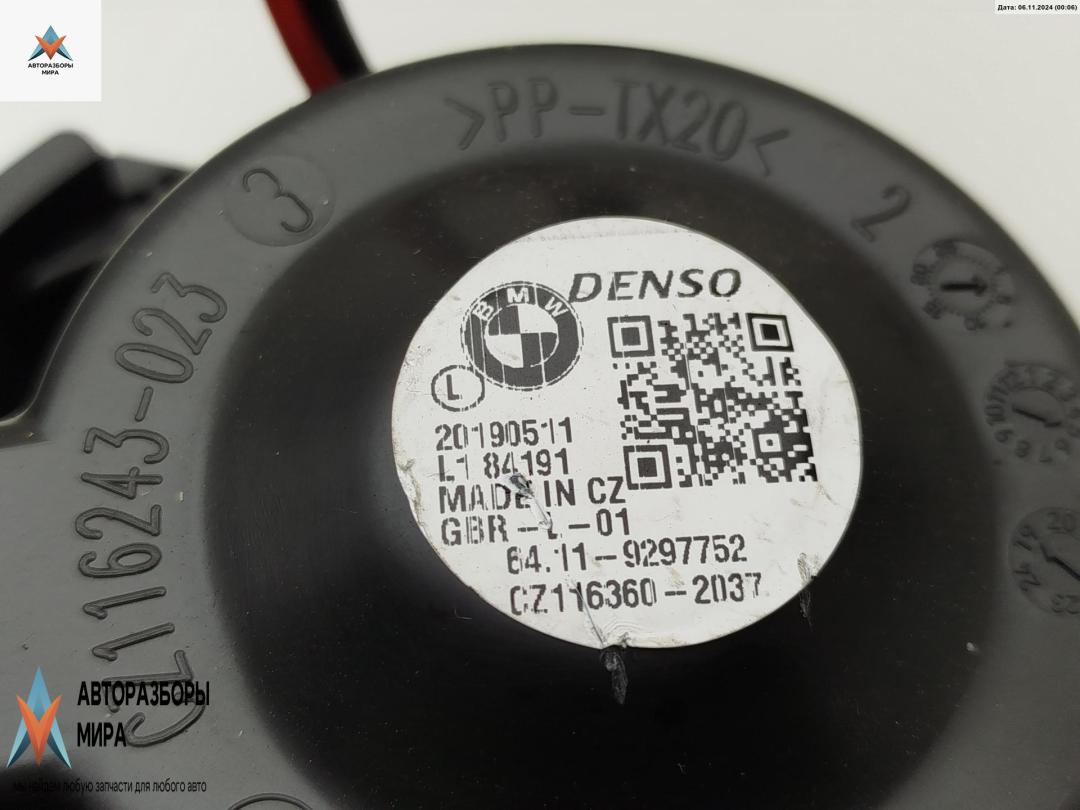 Дата: 06.11.2024 (00:06)
АВТОРАЗБОРЫ
МИРА
>PP-TX20<
3
2
CZ116243-023
DENSO
BMW
L
20190511
L1 84191
MADE IN CZ
GBR-L-01
64.11-9297752
CZ116360-2037
АВТОРАЗБОРЫ
МИРА
мы найдем любую запчасти для любого авто